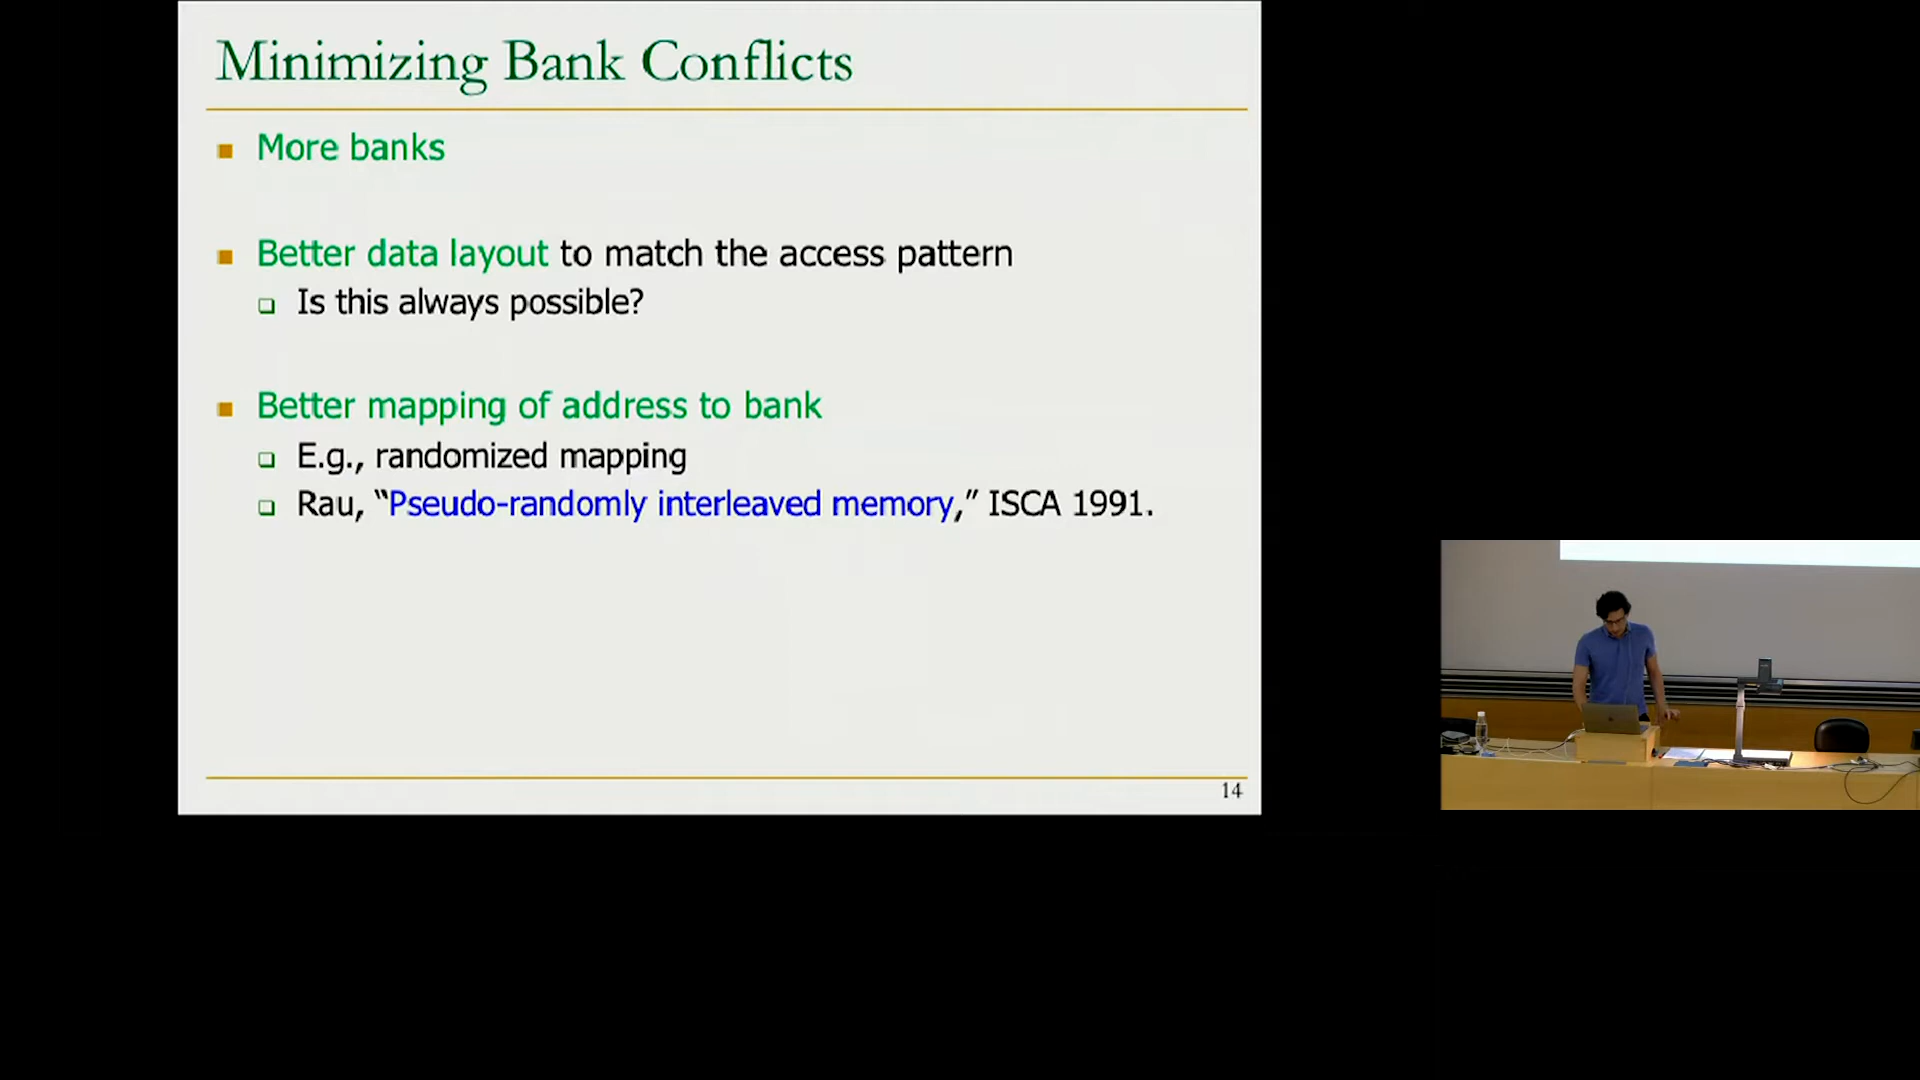 Minimizing Bank Conflicts
More banks
Better data layout to match the access pattern
Is this always possible?
Better mapping of address to bank
E.g., randomized mapping
Rau, “Pseudo-randomly interleaved memory,” ISCA 1991.
14